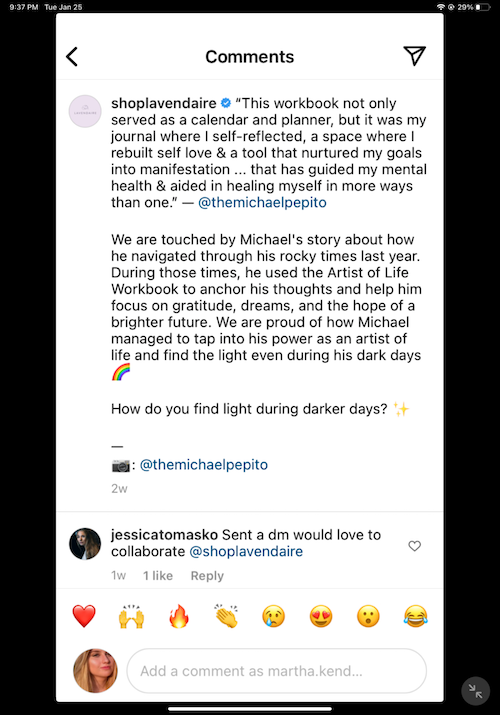 9:37 PM Tue Jan 25
29%
Comments
shoplavendaire "This workbook not only
served as a calendar and planner, but it was my
journal where I self-reflected, a space where I
rebuilt self love & a tool that nurtured my goals
into manifestation ... that has guided my mental
health & aided in healing myself in more ways
than one." — @themichaelpepito
We are touched by Michael's story about how
he navigated through his rocky times last year.
During those times, he used the Artist of Life
Workbook to anchor his thoughts and help him
focus on gratitude, dreams, and the hope of a
brighter future. We are proud of how Michael
managed to tap into his power as an artist of
life and find the light even during his dark days
🌈
How do you find light during darker days? ✨
—
📷: @themichaelpepito
2w
jessicatomasko Sent a dm would love to
collaborate @shoplavendaire
1w 1 like Reply
❤️ 🙌 🔥 👏 😢 😍 😮 😂
Add a comment as martha.kend...